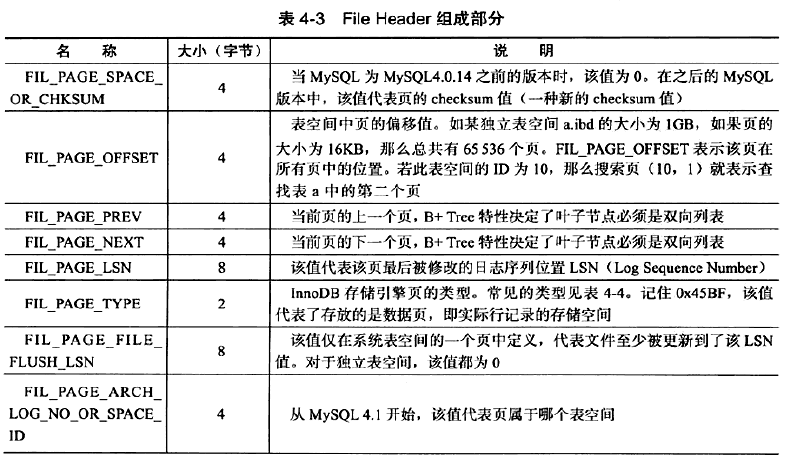 表 4-3 File Header 组成部分
名 称 大小（字节） 说 明
FIL_PAGE_SPACE_
OR_CHKSUM
4
当 MySQL 为 MySQL4.0.14 之前的版本时，该值为 0。在之后的 MySQL
版本中，该值代表页的 checksum 值（一种新的 checksum 值）
FIL_PAGE_OFFSET
4
表空间中页的偏移值。如某独立表空间 a.ibd 的大小为 1GB，如果页的
大小为 16KB，那么总共有 65 536 个页。FIL_PAGE_OFFSET 表示该页在
所有页中的位置。若此表空间的 ID 为 10，那么搜索页（10，1）就表示查
找表 a 中的第二个页
FIL_PAGE_PREV 4 当前页的上一个页，B+ Tree 特性决定了叶子节点必须是双向列表
FIL_PAGE_NEXT 4 当前页的下一个页，B+ Tree 特性决定了叶子节点必须是双向列表
FIL_PAGE_LSN 8 该值代表该页最后被修改的日志序列位置 LSN（Log Sequence Number）
FIL_PAGE_TYPE
2
InnoDB 存储引擎页的类型。常见的类型见表 4-4。记住 0x45BF，该值
代表了存放的是数据页，即实际行记录的存储空间
FIL_PAGE_FILE_
FLUSH_LSN
8
该值仅在系统表空间的一个页中定义，代表文件至少被更新到了该 LSN
值。对于独立表空间，该值都为 0
FIL_PAGE_ARCH_
LOG_NO_OR_SPACE_
ID
4
从 MySQL 4.1 开始，该值代表页属于哪个表空间